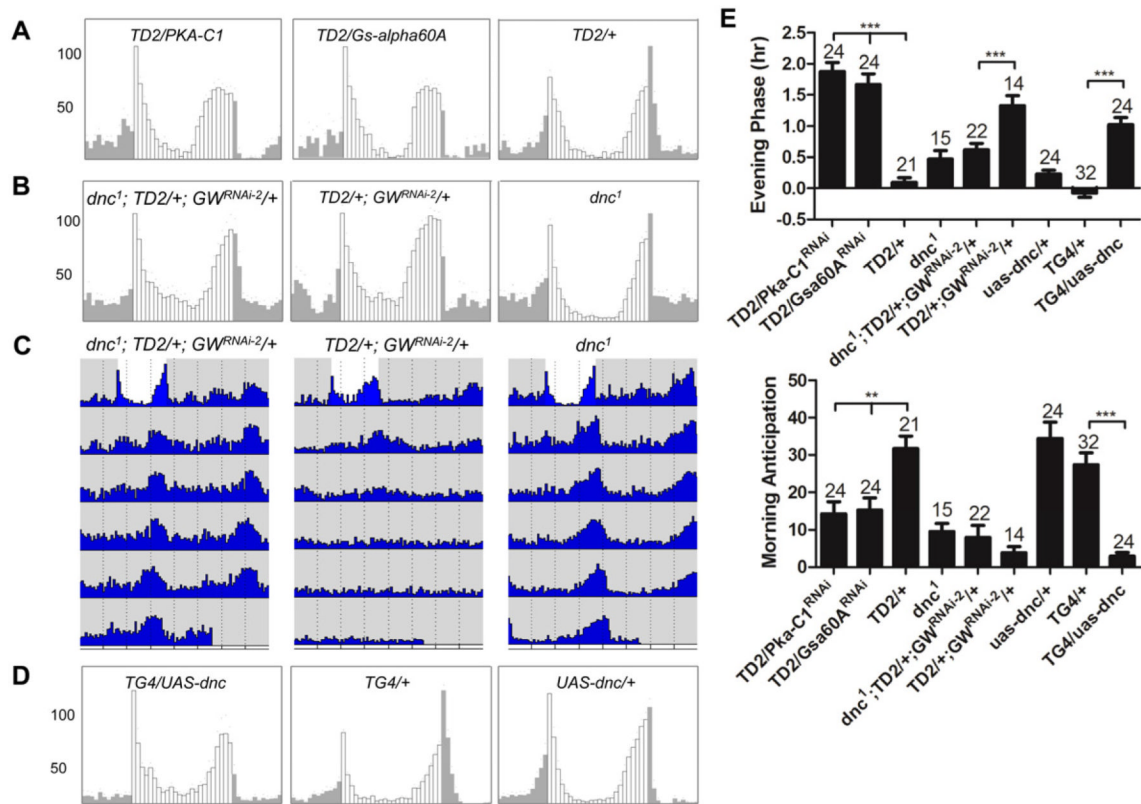 A
TD2/PKA-C1
TD2/Gs-alpha60A
TD2/+
100
50
B
dnc1; TD2/+; GWRNAi-2/+
TD2/+; GWRNAi-2/+
dnc1
100
50
C
dnc1; TD2/+; GWRNAi-2/+
TD2/+; GWRNAi-2/+
dnc1
D
TG4/UAS-dnc
TG4/+
UAS-dnc/+
100
50
E
Evening Phase (hr)
2.5
2.0
1.5
1.0
0.5
0.0
-0.5
24
24
21
15
22
14
24
32
24
***
***
***
TD2/Pka-C1RNAi
TD2/Gsa60ARNAi
TD2/+
dnc1
dnc1;TD2/+;GWRNAi-2/+
TD2/+;GWRNAi-2/+
uas-dnc/+
TG4/+
TG4/uas-dnc
Morning Anticipation
50
40
30
20
10
0
24
24
21
15
22
14
24
32
24
**
***
TD2/Pka-C1RNAi
TD2/Gsa60ARNAi
TD2/+
dnc1
dnc1;TD2/+;GWRNAi-2/+
TD2/+;GWRNAi-2/+
uas-dnc/+
TG4/+
TG4/uas-dnc